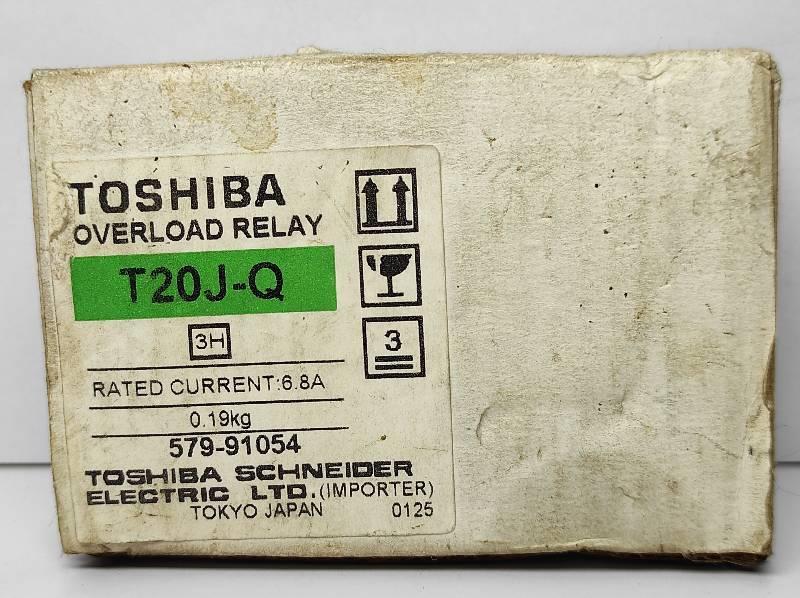 TOSHIBA
OVERLOAD RELAY
T20J-Q
3H
3
RATED CURRENT:6.8A
0.19kg
579-91054
TOSHIBA SCHNEIDER
ELECTRIC LTD.(IMPORTER)
TOKYO JAPAN 0125